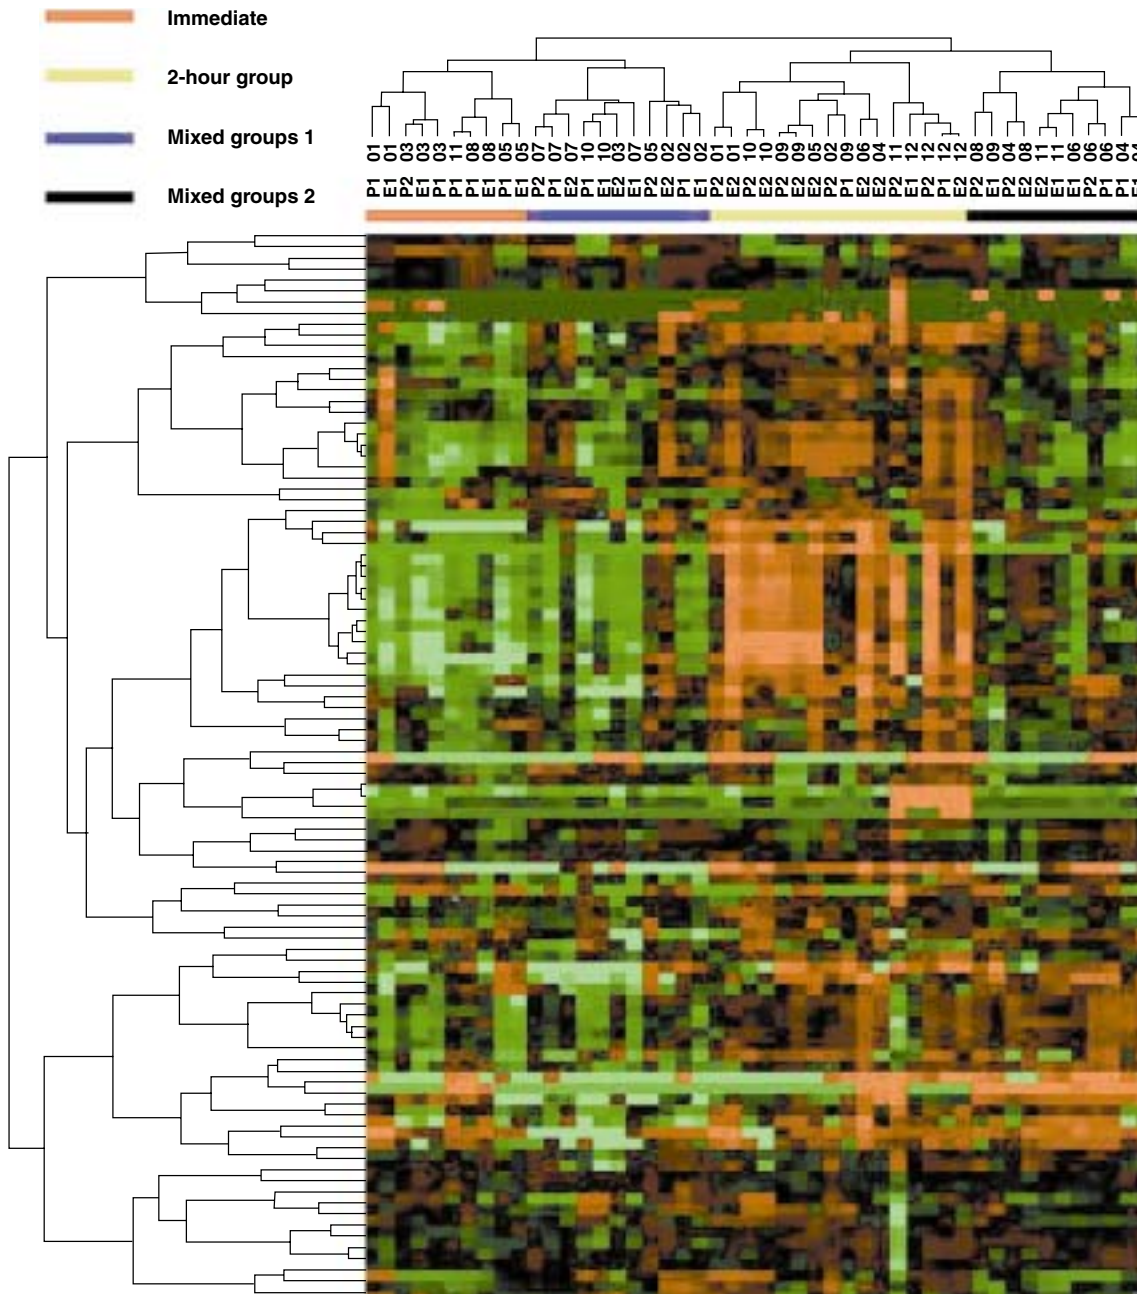 Immediate
2-hour group
Mixed groups 1
Mixed groups 2
P1 01
E1 01
P2 03
E1 03
P1 03
P1 11
P1 08
E1 08
P1 05
E1 05
P2 07
P1 07
E2 07
P1 10
E1 10
E2 03
E1 07
P2 05
E2 02
P1 02
E1 02
P2 01
E2 01
P2 10
E2 10
P2 09
E2 09
E2 05
P2 02
P1 09
E2 06
E2 04
P2 11
E1 12
P2 12
P1 12
E2 12
P2 08
E1 09
P2 04
E2 08
E2 11
E1 11
E1 06
P2 06
P1 06
P1 04
E1 04